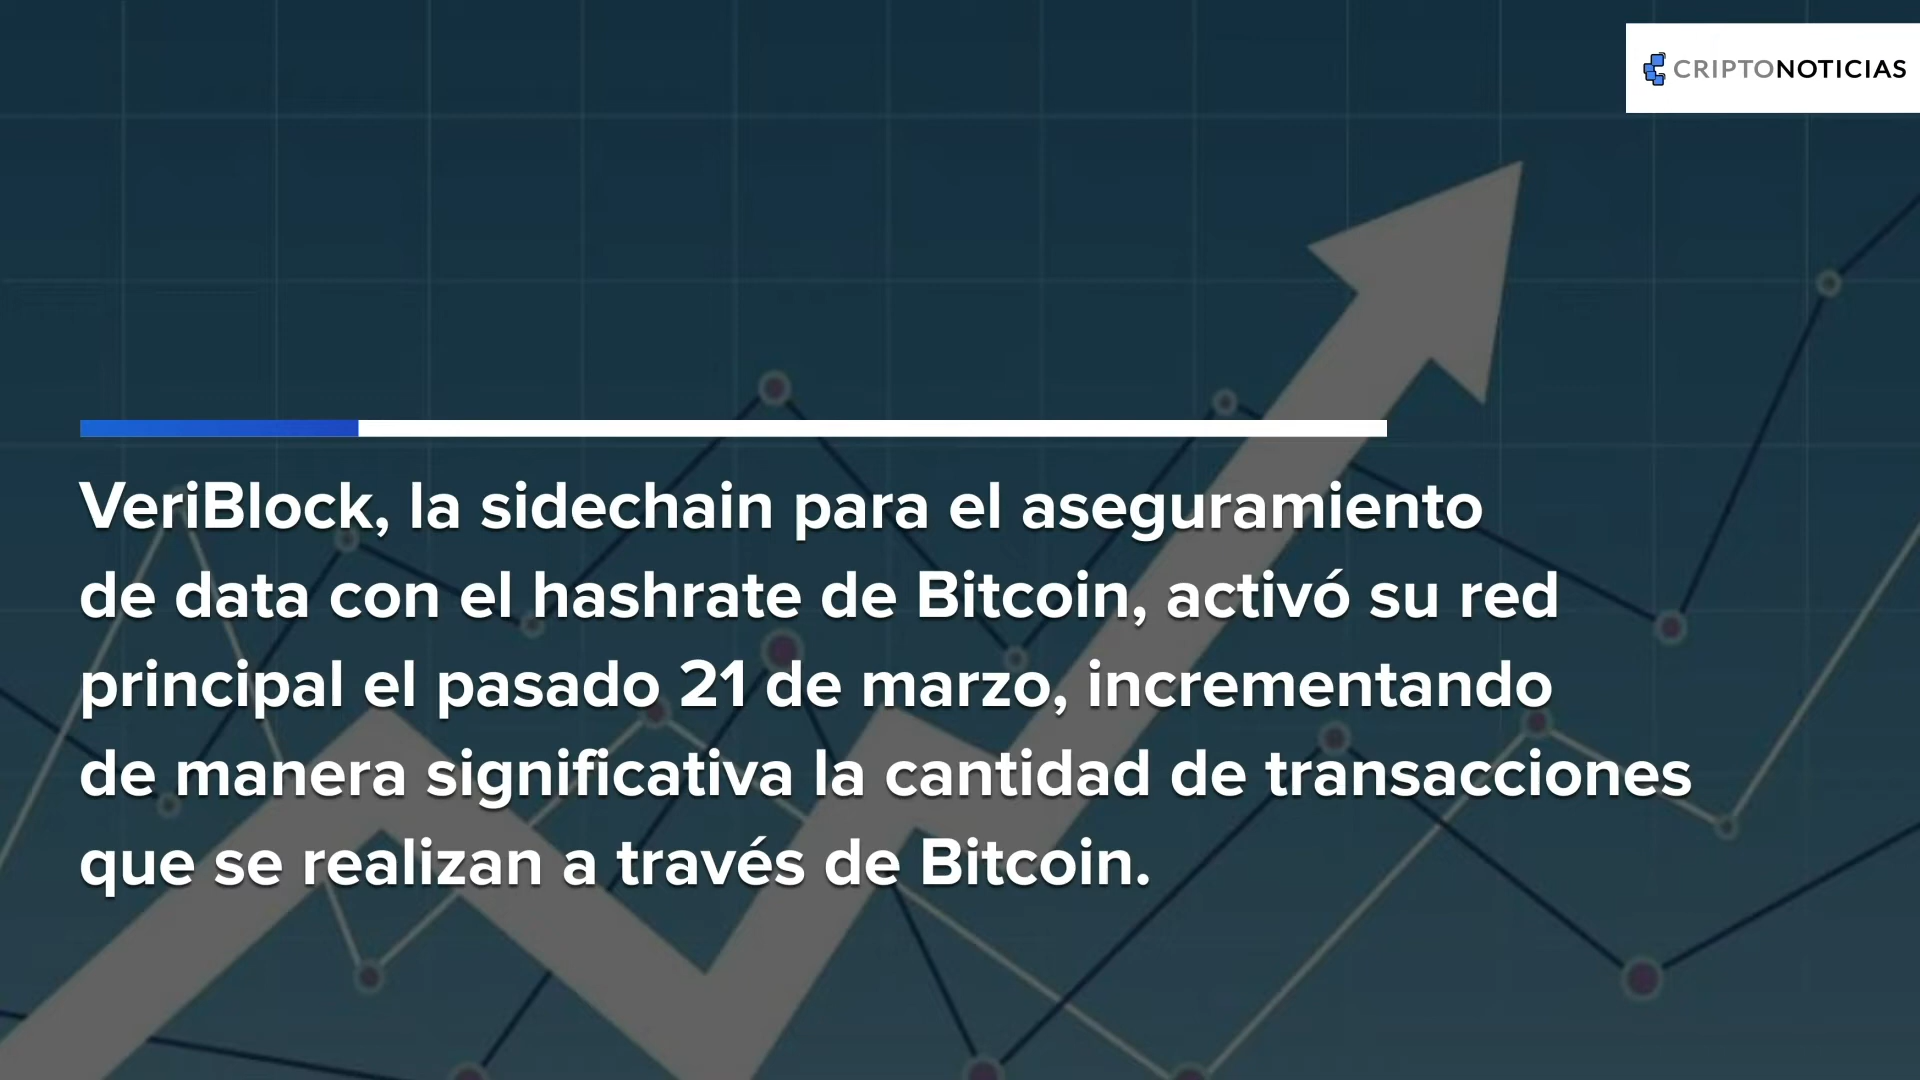 CRIPTONOTICIAS
VeriBlock, la sidechain para el aseguramiento
de data con el hashrate de Bitcoin, activó su red
principal el pasado 21 de marzo, incrementando
de manera significativa la cantidad de transacciones
que se realizan a través de Bitcoin.